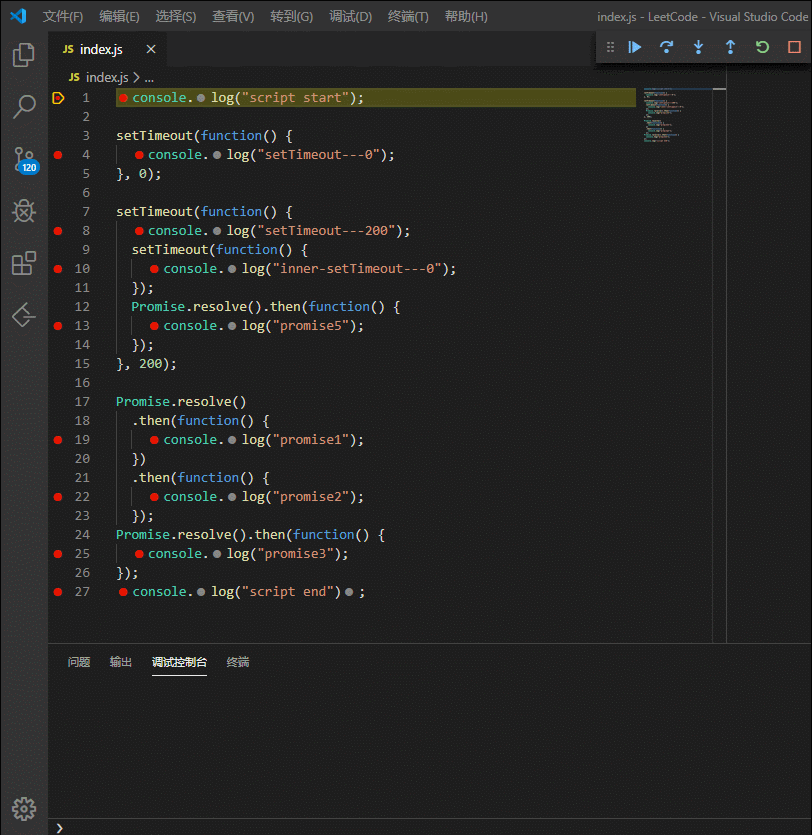 文件(F) 编辑(E) 选择(S) 查看(V) 转到(G) 调试(D) 终端(T) 帮助(H) index.js - LeetCode - Visual Studio Code
JS index.js ×
JS index.js > ...
120
1 console.log("script start");
2
3 setTimeout(function() {
4 console.log("setTimeout---0");
5 }, 0);
6
7 setTimeout(function() {
8 console.log("setTimeout---200");
9 setTimeout(function() {
10 console.log("inner-setTimeout---0");
11 });
12 Promise.resolve().then(function() {
13 console.log("promise5");
14 });
15 }, 200);
16
17 Promise.resolve()
18 .then(function() {
19 console.log("promise1");
20 })
21 .then(function() {
22 console.log("promise2");
23 });
24 Promise.resolve().then(function() {
25 console.log("promise3");
26 });
27 console.log("script end");
问题 输出 调试控制台 终端